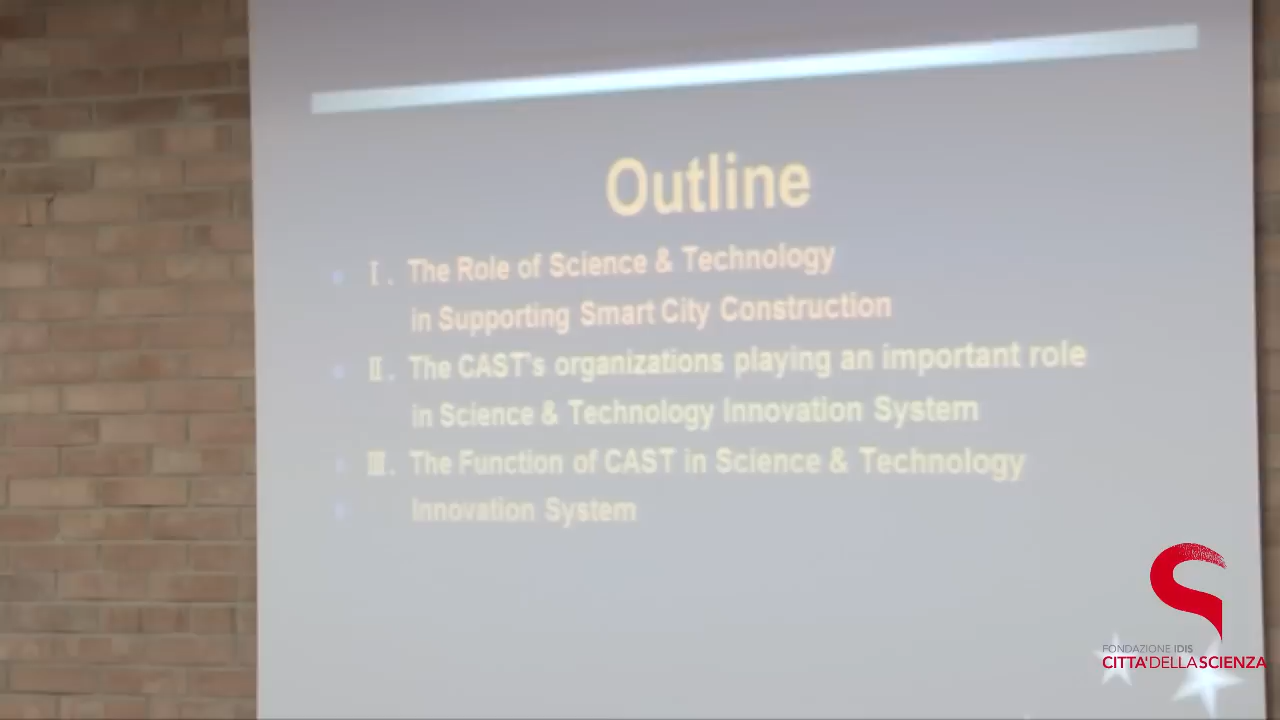 Outline
Ⅰ. The Role of Science & Technology
in Supporting Smart City Construction
Ⅱ. The CAST's organizations playing an important role
in Science & Technology Innovation System
Ⅲ. The Function of CAST in Science & Technology
Innovation System
FONDAZIONE IDIS
CITTA'DELLASCIENZA